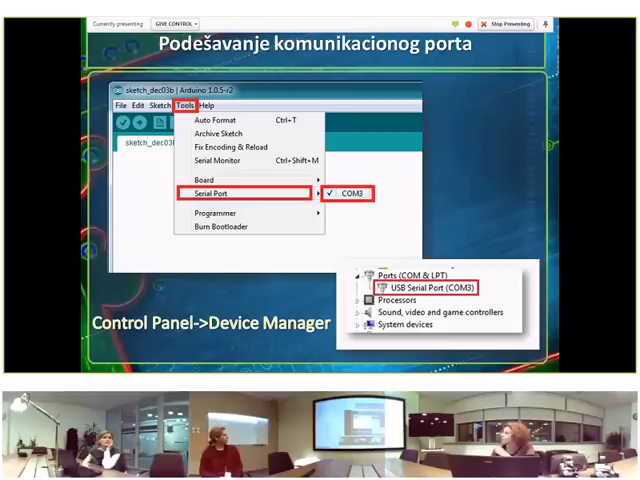 Currently presenting
GIVE CONTROL
Stop Presenting
Podešavanje komunikacionog porta
sketch_dec03b | Arduino 1.0.5-r2
File Edit Sketch Tools Help
Auto Format Ctrl+T
Archive Sketch
sketch_dec03
Fix Encoding & Reload
Serial Monitor Ctrl+Shift+M
Board
Serial Port
COM3
Programmer
Burn Bootloader
Ports (COM & LPT)
USB Serial Port (COM3)
Processors
Sound, video and game controllers
System devices
Control Panel->Device Manager